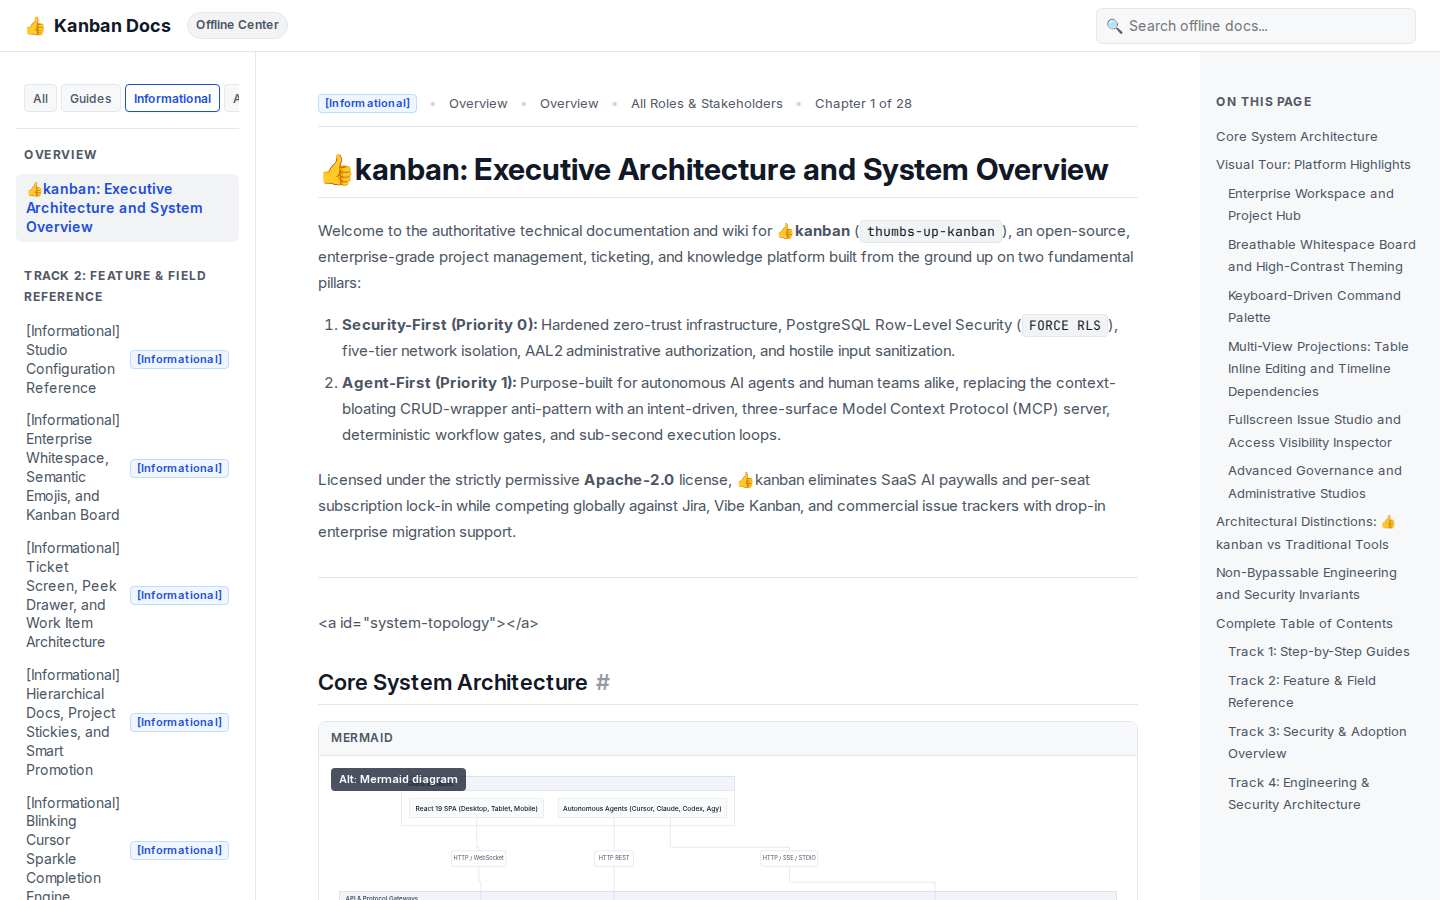 👍 Kanban Docs
Offline Center
🔍 Search offline docs...
All
Guides
Informational
A
OVERVIEW
👍kanban: Executive
Architecture and System
Overview
TRACK 2: FEATURE & FIELD
REFERENCE
[Informational]
Studio
Configuration
Reference
[Informational]
[Informational]
Enterprise
Whitespace,
Semantic
Emojis, and
Kanban Board
[Informational]
[Informational]
Ticket
Screen, Peek
Drawer, and
Work Item
Architecture
[Informational]
[Informational]
Hierarchical
Docs, Project
Stickies, and
Smart
Promotion
[Informational]
[Informational]
Blinking
Cursor
Sparkle
Completion
Engine
[Informational]
[Informational] • Overview • Overview • All Roles & Stakeholders • Chapter 1 of 28
👍kanban: Executive Architecture and System Overview
Welcome to the authoritative technical documentation and wiki for 👍kanban (thumbs-up-kanban), an open-source,
enterprise-grade project management, ticketing, and knowledge platform built from the ground up on two fundamental
pillars:
1. Security-First (Priority 0): Hardened zero-trust infrastructure, PostgreSQL Row-Level Security (FORCE RLS),
five-tier network isolation, AAL2 administrative authorization, and hostile input sanitization.
2. Agent-First (Priority 1): Purpose-built for autonomous AI agents and human teams alike, replacing the context-
bloating CRUD-wrapper anti-pattern with an intent-driven, three-surface Model Context Protocol (MCP) server,
deterministic workflow gates, and sub-second execution loops.
Licensed under the strictly permissive Apache-2.0 license, 👍kanban eliminates SaaS AI paywalls and per-seat
subscription lock-in while competing globally against Jira, Vibe Kanban, and commercial issue trackers with drop-in
enterprise migration support.
<a id="system-topology"></a>
Core System Architecture #
MERMAID
Alt: Mermaid diagram
React 19 SPA (Desktop, Tablet, Mobile)
Autonomous Agents (Cursor, Claude, Codex, Agy)
HTTP / WebSocket
HTTP REST
HTTP / SSE / STDIO
API & Protocol Gateways
ON THIS PAGE
Core System Architecture
Visual Tour: Platform Highlights
Enterprise Workspace and
Project Hub
Breathable Whitespace Board
and High-Contrast Theming
Keyboard-Driven Command
Palette
Multi-View Projections: Table
Inline Editing and Timeline
Dependencies
Fullscreen Issue Studio and
Access Visibility Inspector
Advanced Governance and
Administrative Studios
Architectural Distinctions: 👍
kanban vs Traditional Tools
Non-Bypassable Engineering
and Security Invariants
Complete Table of Contents
Track 1: Step-by-Step Guides
Track 2: Feature & Field
Reference
Track 3: Security & Adoption
Overview
Track 4: Engineering &
Security Architecture